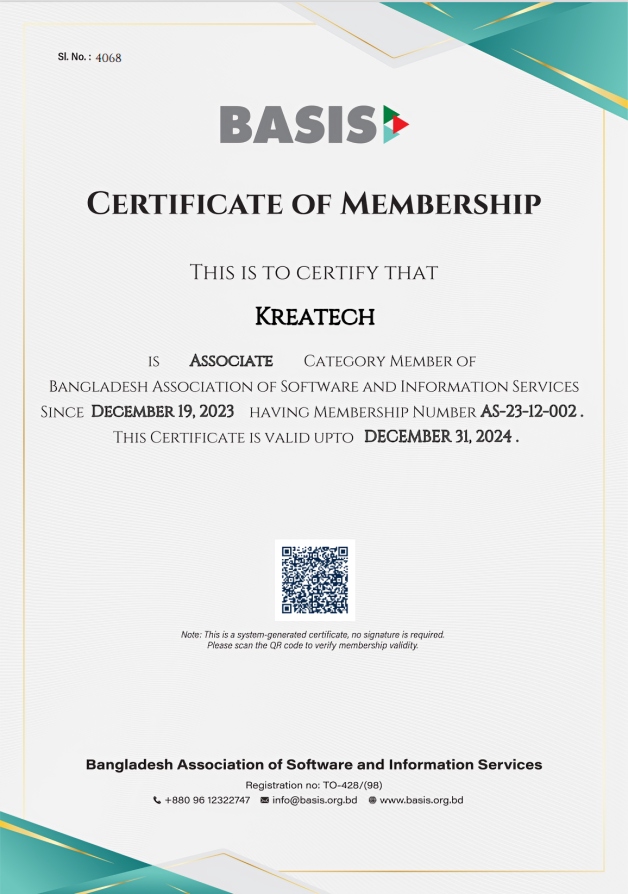 Sl. No. : 4068
BASIS
Certificate of Membership
This is to certify that
Kreatech
is Associate Category Member of
Bangladesh Association of Software and Information Services
since December 19, 2023 having Membership Number AS-23-12-002 .
This Certificate is valid upto December 31, 2024 .
Note: This is a system-generated certificate, no signature is required.
Please scan the QR code to verify membership validity.
Bangladesh Association of Software and Information Services
Registration no: TO-428/(98)
+880 96 12322747 info@basis.org.bd www.basis.org.bd